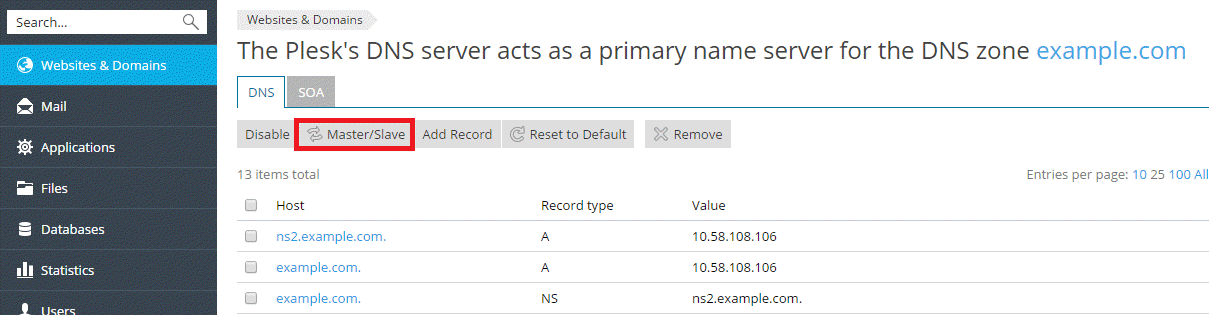 Search...
Websites & Domains
Mail
Applications
Files
Databases
Statistics
Users
Websites & Domains
The Plesk's DNS server acts as a primary name server for the DNS zone example.com
DNS SOA
Disable Master/Slave Add Record Reset to Default Remove
13 items total Entries per page: 10 25 100 All
Host Record type Value
ns2.example.com. A 10.58.108.106
example.com. A 10.58.108.106
example.com. NS ns2.example.com.